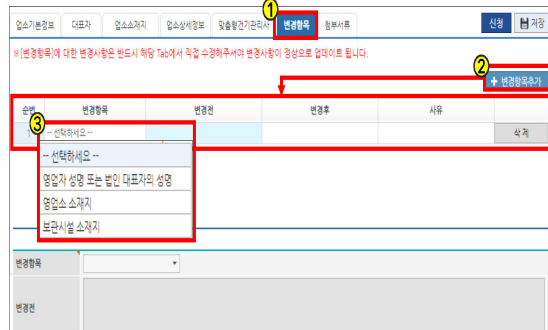 ①
업소기본정보 대표자 업소소재지 업소상세정보 맞춤형건기관리사 변경항목 첨부서류 신청 저장
※[변경항목]에 대한 변경사항은 반드시 해당 Tab에서 직접 수정해주셔야 변경사항이 정상으로 업데이트 됩니다.
②
+ 변경항목추가
순번 변경항목 변경전 변경후 사유
③
1 -- 선택하세요 -- 삭제
-- 선택하세요 --
영업자 성명 또는 법인 대표자의 성명
영업소 소재지
보관시설 소재지
변경항목
변경전